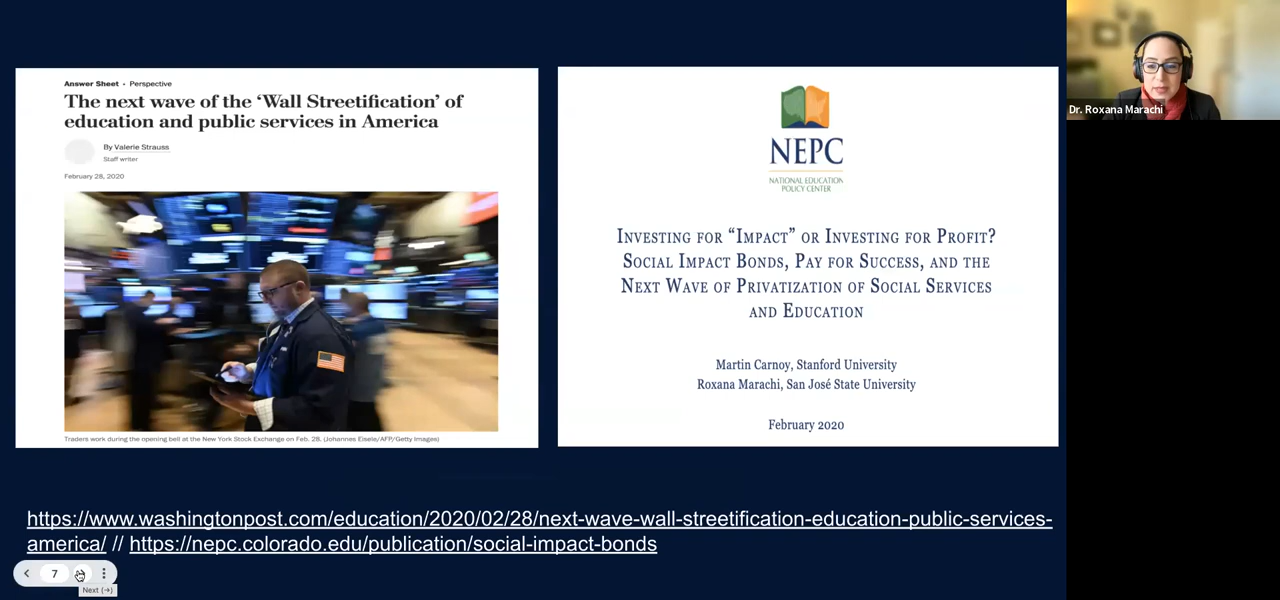 Answer Sheet • Perspective
The next wave of the ‘Wall Streetification’ of
education and public services in America
By Valerie Strauss
Staff writer
February 28, 2020
Traders work during the opening bell at the New York Stock Exchange on Feb. 28. (Johannes Eisele/AFP/Getty Images)
NEPC
NATIONAL EDUCATION
POLICY CENTER
INVESTING FOR “IMPACT” OR INVESTING FOR PROFIT?
SOCIAL IMPACT BONDS, PAY FOR SUCCESS, AND THE
NEXT WAVE OF PRIVATIZATION OF SOCIAL SERVICES
AND EDUCATION
Martin Carnoy, Stanford University
Roxana Marachi, San José State University
February 2020
https://www.washingtonpost.com/education/2020/02/28/next-wave-wall-streetification-education-public-services-
america/ // https://nepc.colorado.edu/publication/social-impact-bonds
7
Next (→)
Dr. Roxana Marachi